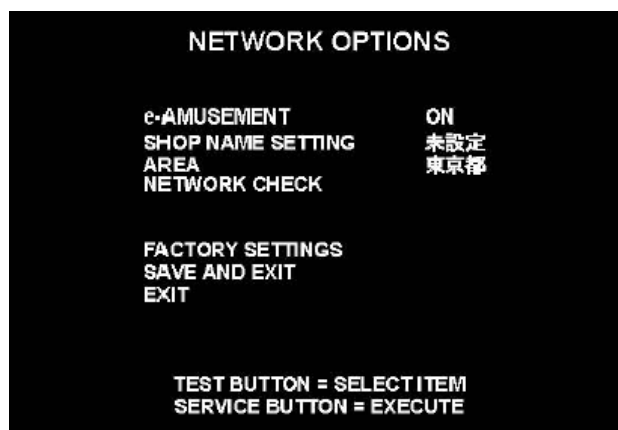 NETWORK OPTIONS
e-AMUSEMENT ON
SHOP NAME SETTING 未設定
AREA 東京都
NETWORK CHECK
FACTORY SETTINGS
SAVE AND EXIT
EXIT
TEST BUTTON = SELECT ITEM
SERVICE BUTTON = EXECUTE